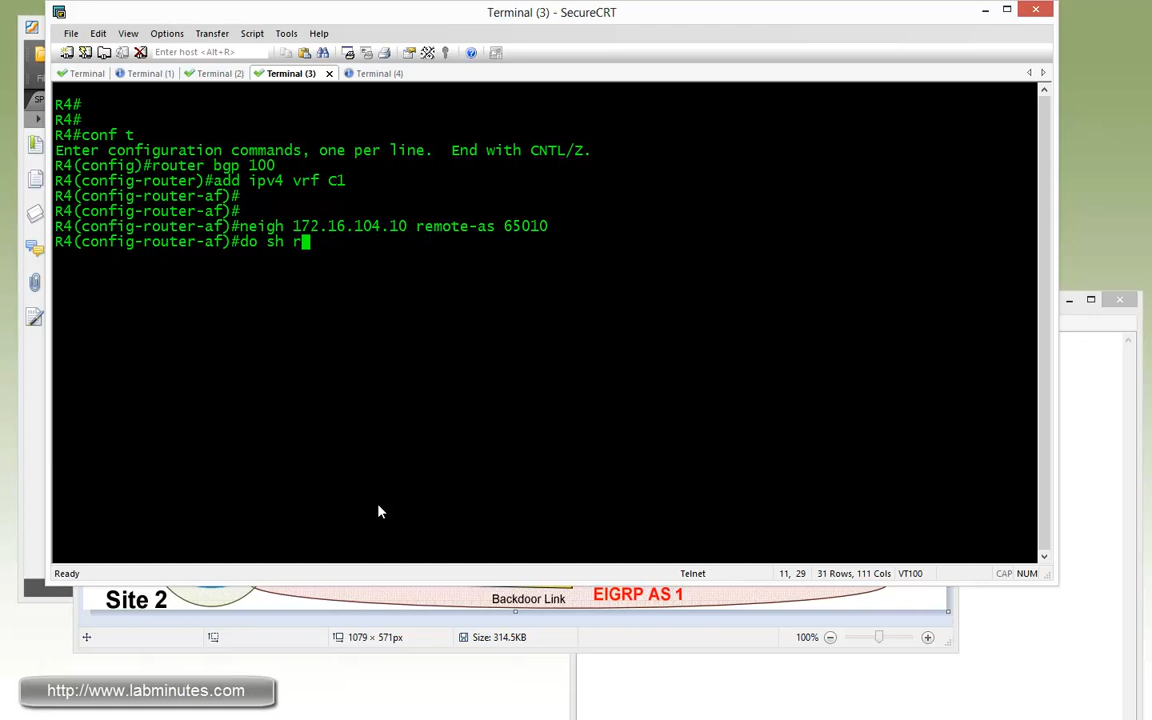 Terminal (3) - SecureCRT
File Edit View Options Transfer Script Tools Help
Enter host <Alt+R>
Terminal Terminal (1) Terminal (2) Terminal (3) Terminal (4)
R4#
R4#
R4#conf t
Enter configuration commands, one per line.  End with CNTL/Z.
R4(config)#router bgp 100
R4(config-router)#add ipv4 vrf C1
R4(config-router-af)#
R4(config-router-af)#
R4(config-router-af)#neigh 172.16.104.10 remote-as 65010
R4(config-router-af)#do sh r
Ready Telnet 11, 29 31 Rows, 111 Cols VT100 CAP NUM
Site 2
Backdoor Link
EIGRP AS 1
1079 × 571px Size: 314.5KB 100%
http://www.labminutes.com